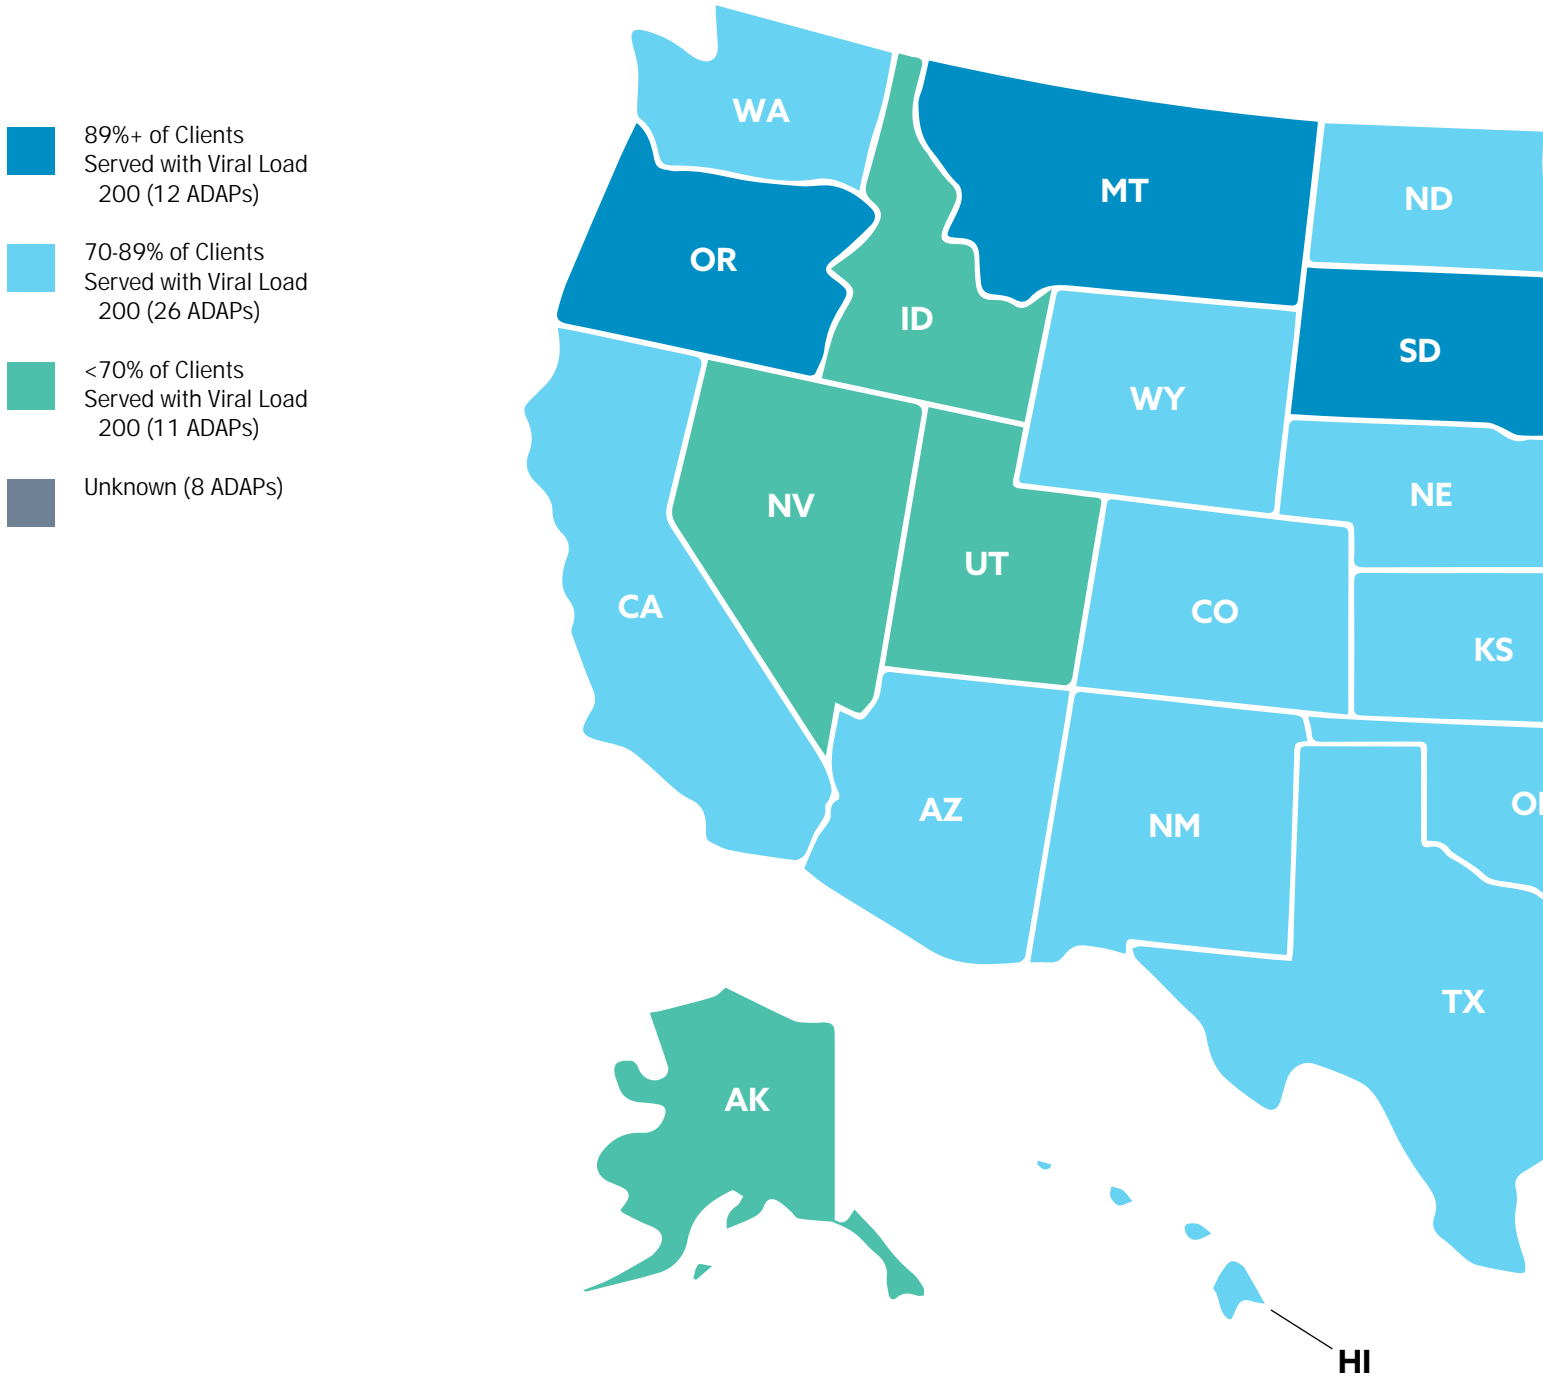 89%+ of Clients
Served with Viral Load
200 (12 ADAPs)
70-89% of Clients
Served with Viral Load
200 (26 ADAPs)
<70% of Clients
Served with Viral Load
200 (11 ADAPs)
Unknown (8 ADAPs)
WA
MT
ND
OR
ID
SD
WY
NE
NV
UT
CO
CA
KS
AZ
NM
TX
AK
HI